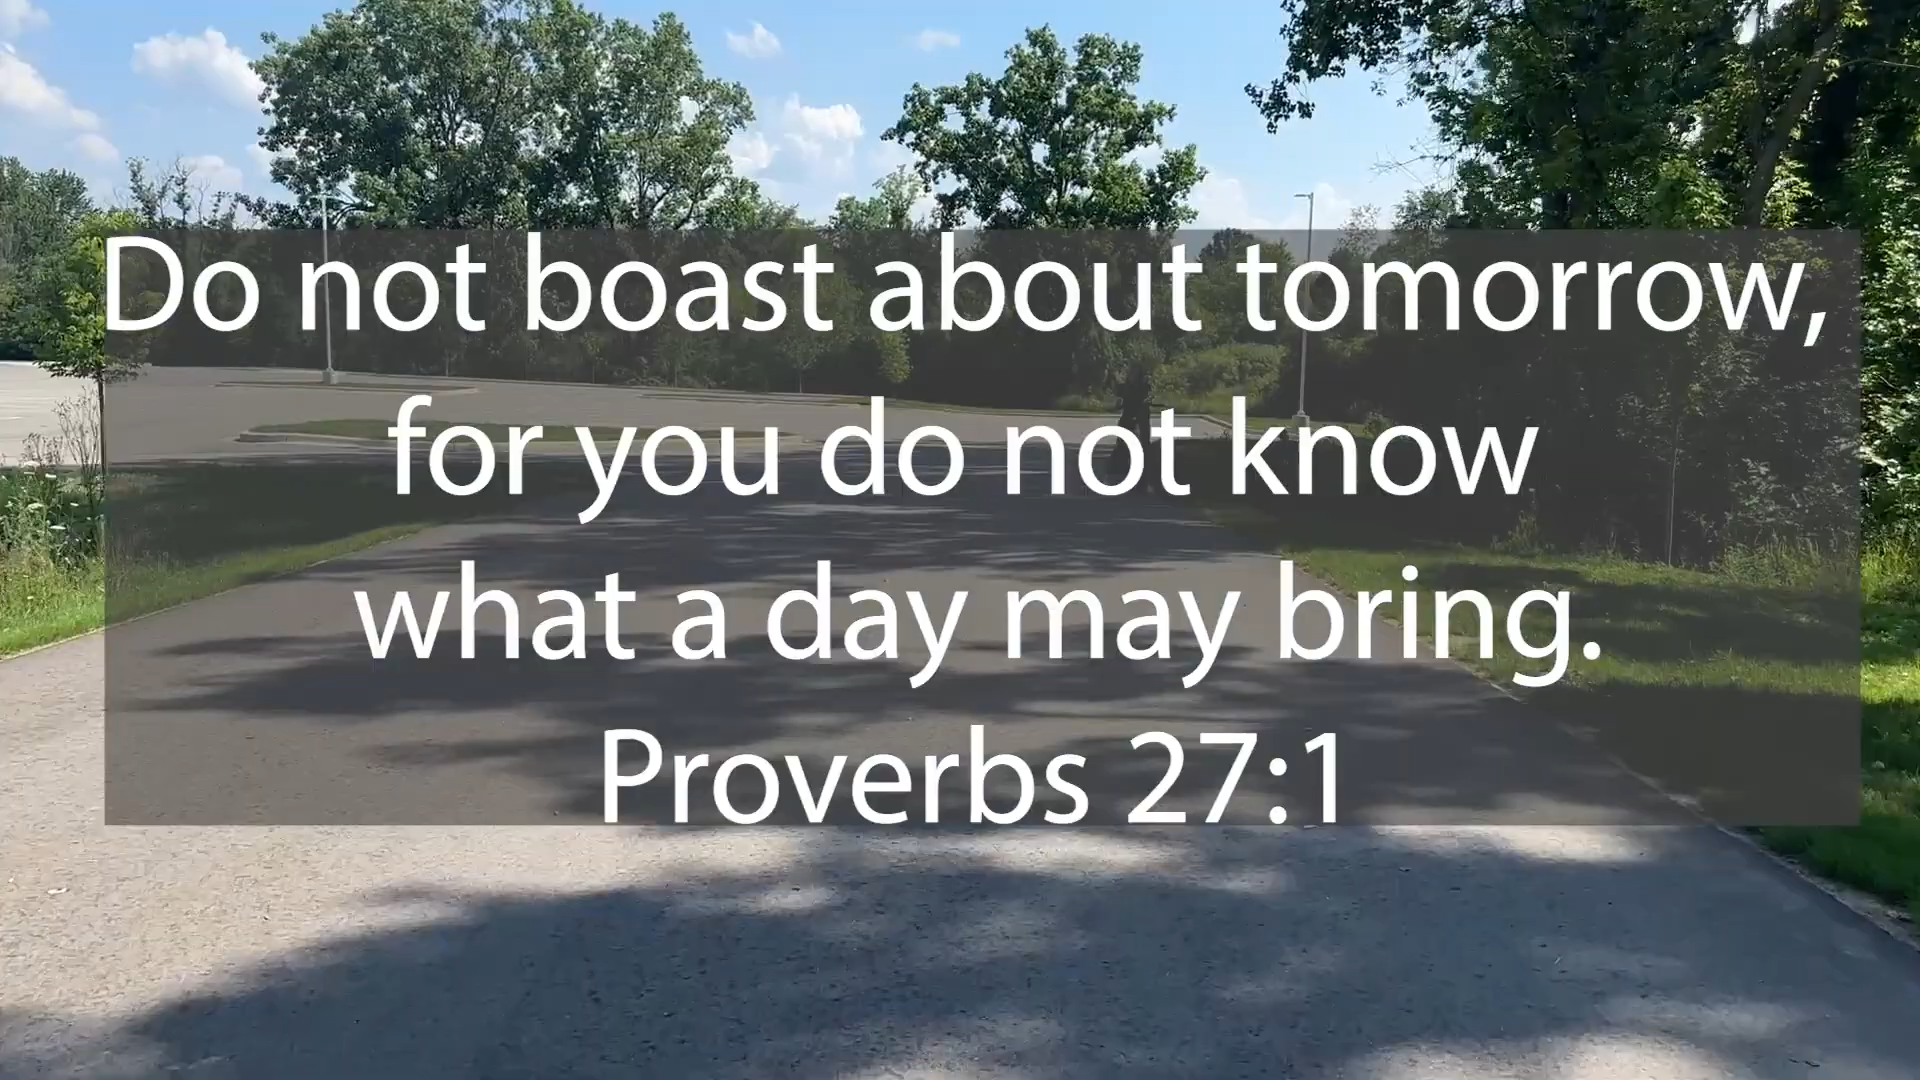 Do not boast about tomorrow,
for you do not know
what a day may bring.
Proverbs 27:1